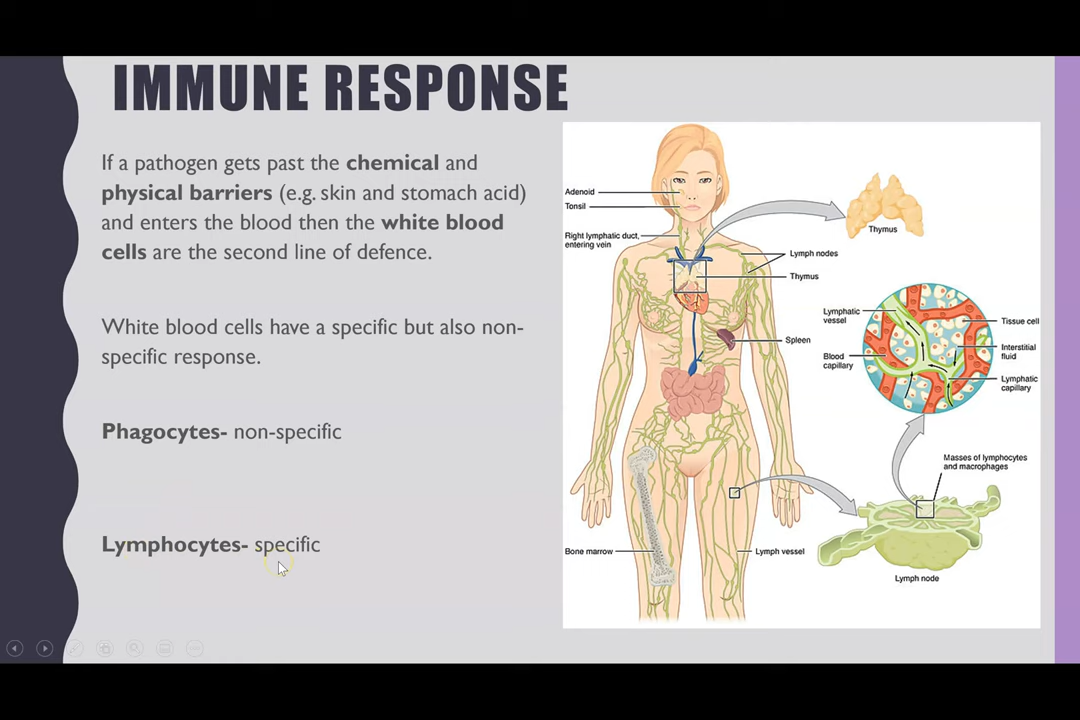 IMMUNE RESPONSE
If a pathogen gets past the chemical and
physical barriers (e.g. skin and stomach acid)
and enters the blood then the white blood
cells are the second line of defence.
White blood cells have a specific but also non-
specific response.
Phagocytes- non-specific
Lymphocytes- specific
Adenoid
Tonsil
Right lymphatic duct,
entering vein
Thymus
Lymph nodes
Thymus
Spleen
Lymphatic
vessel
Tissue cell
Interstitial
fluid
Blood
capillary
Lymphatic
capillary
Masses of lymphocytes
and macrophages
Bone marrow
Lymph vessel
Lymph node